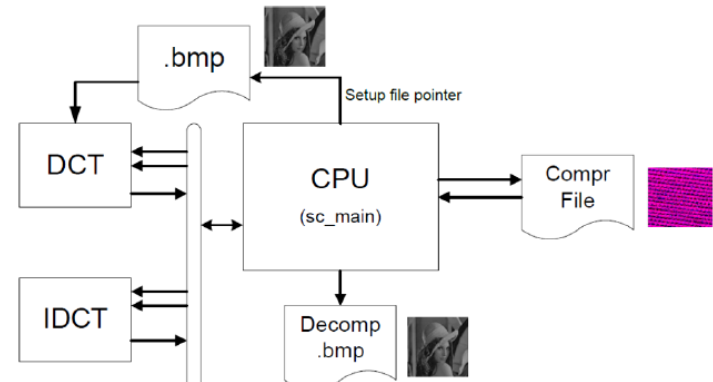 .bmp
Setup file pointer
DCT
CPU
(sc_main)
Compr
File
IDCT
Decomp
.bmp